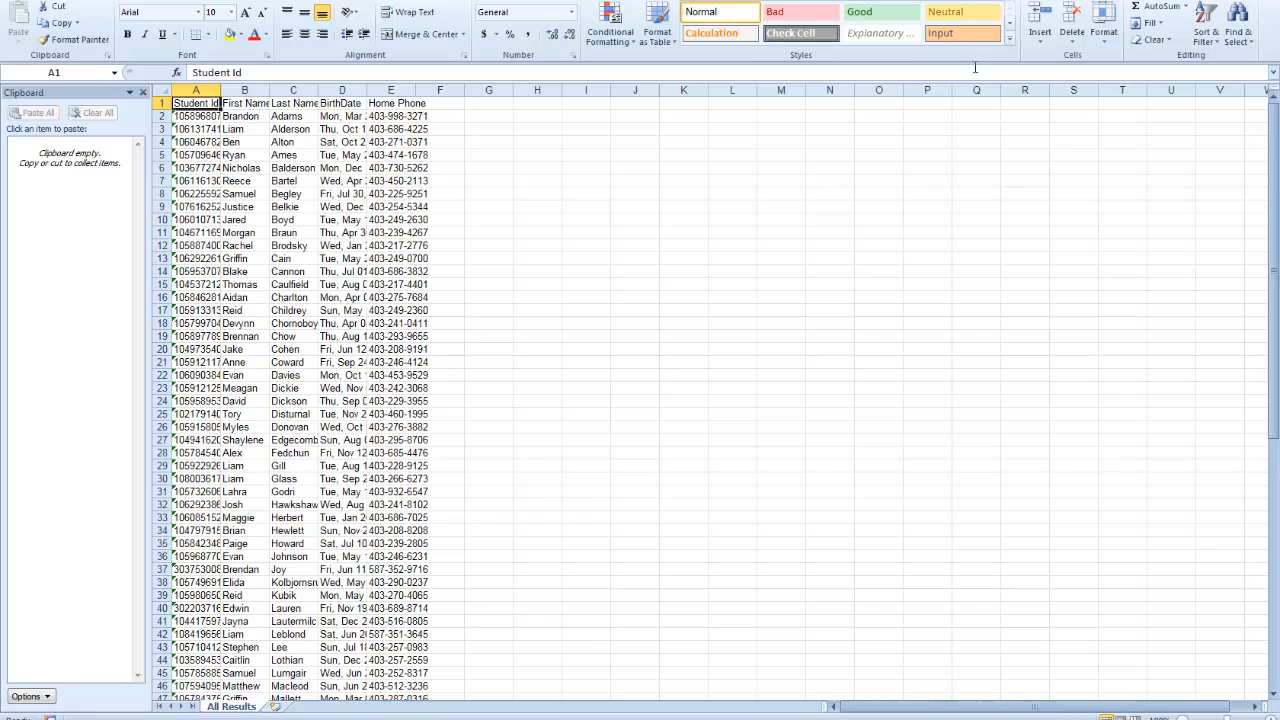 Cut
Copy
Format Painter
Paste
Clipboard
Arial 10
B I U
Font
Wrap Text
Merge & Center
Alignment
General
$ % ,
Number
Conditional Formatting
Format as Table
Normal Bad Good Neutral
Calculation Check Cell Explanatory ... Input
Styles
Insert Delete Format
Cells
AutoSum
Fill
Clear
Sort & Filter
Find & Select
Editing
A1 fx Student Id
Clipboard
Paste All Clear All
Click an item to paste:
Clipboard empty.
Copy or cut to collect items.
Options
A B C D E F G H I J K L M N O P Q R S T U V W
1 Student Id First Name Last Name BirthDate Home Phone
2 105896807 Brandon Adams Mon, Mar 403-998-3271
3 106131741 Liam Alderson Thu, Oct 1 403-686-4225
4 106046782 Ben Alton Sat, Oct 2 403-271-0371
5 105709646 Ryan Ames Tue, May 403-474-1678
6 103677274 Nicholas Balderson Mon, Dec 403-730-5262
7 106116130 Reece Bartel Wed, Apr 403-450-2113
8 106225592 Samuel Begley Fri, Jul 30, 403-225-9251
9 107616252 Justice Belkie Wed, Dec 403-254-5344
10 106010713 Jared Boyd Tue, May 403-249-2630
11 104671169 Morgan Braun Thu, Apr 3 403-239-4267
12 105887400 Rachel Brodsky Wed, Jan 403-217-2776
13 106292261 Griffin Cain Tue, May 403-249-0700
14 105953707 Blake Cannon Thu, Jul 01 403-686-3832
15 104537212 Thomas Caulfield Tue, Aug 0 403-217-4401
16 105846281 Aidan Charlton Mon, Apr 0 403-275-7684
17 105913313 Reid Childrey Sun, May 403-249-2360
18 105799704 Devynn Chornoboy Thu, Apr 0 403-241-0411
19 105897789 Brennan Chow Thu, Aug 403-293-9655
20 104973540 Jake Cohen Fri, Jun 12 403-208-9191
21 105912117 Anne Coward Fri, Sep 24 403-246-4124
22 106090384 Evan Davies Mon, Oct 403-453-9529
23 105912125 Meagan Dickie Wed, Nov 403-242-3068
24 105958953 David Dickson Thu, Sep 0 403-229-3955
25 102179140 Tory Disturnal Tue, Nov 2 403-460-1995
26 105915805 Myles Donovan Wed, Oct 403-276-3882
27 104941620 Shaylene Edgecomb Sun, Aug 403-295-8706
28 105784540 Alex Fedchun Fri, Nov 12 403-685-4476
29 105922926 Liam Gill Tue, Aug 403-228-9125
30 108003617 Liam Glass Tue, Sep 403-266-6273
31 105732606 Lahra Godri Tue, May 403-932-6547
32 106292386 Josh Hawkshaw Wed, Aug 403-241-8102
33 106085152 Maggie Herbert Tue, Jan 2 403-686-7025
34 104797915 Brian Hewlett Sun, Nov 403-208-8208
35 105842348 Paige Howard Sat, Jul 10 403-239-2805
36 105968770 Evan Johnson Tue, May 403-246-6231
37 303753008 Brendan Joy Fri, Jun 11 587-352-9716
38 105749691 Elida Kolbjornsru Wed, May 403-290-0237
39 105980650 Reid Kubik Mon, May 403-270-4065
40 302203716 Edwin Lauren Fri, Nov 19 403-689-8714
41 104417597 Jayna Lautermilc Sat, Dec 403-516-0805
42 108419656 Liam Leblond Sat, Jun 2 587-351-3645
43 105710412 Stephen Lee Sun, Jul 18 403-257-0983
44 103589453 Caitlin Lothian Sun, Dec 403-257-2559
45 105785885 Samuel Lumgair Wed, May 403-257-1156
46 107594095 Matthew Macleod Sun, Jun 2 403-512-3236
47 105784375 Griffin Mallett Mon, May 403-287-0316
All Results